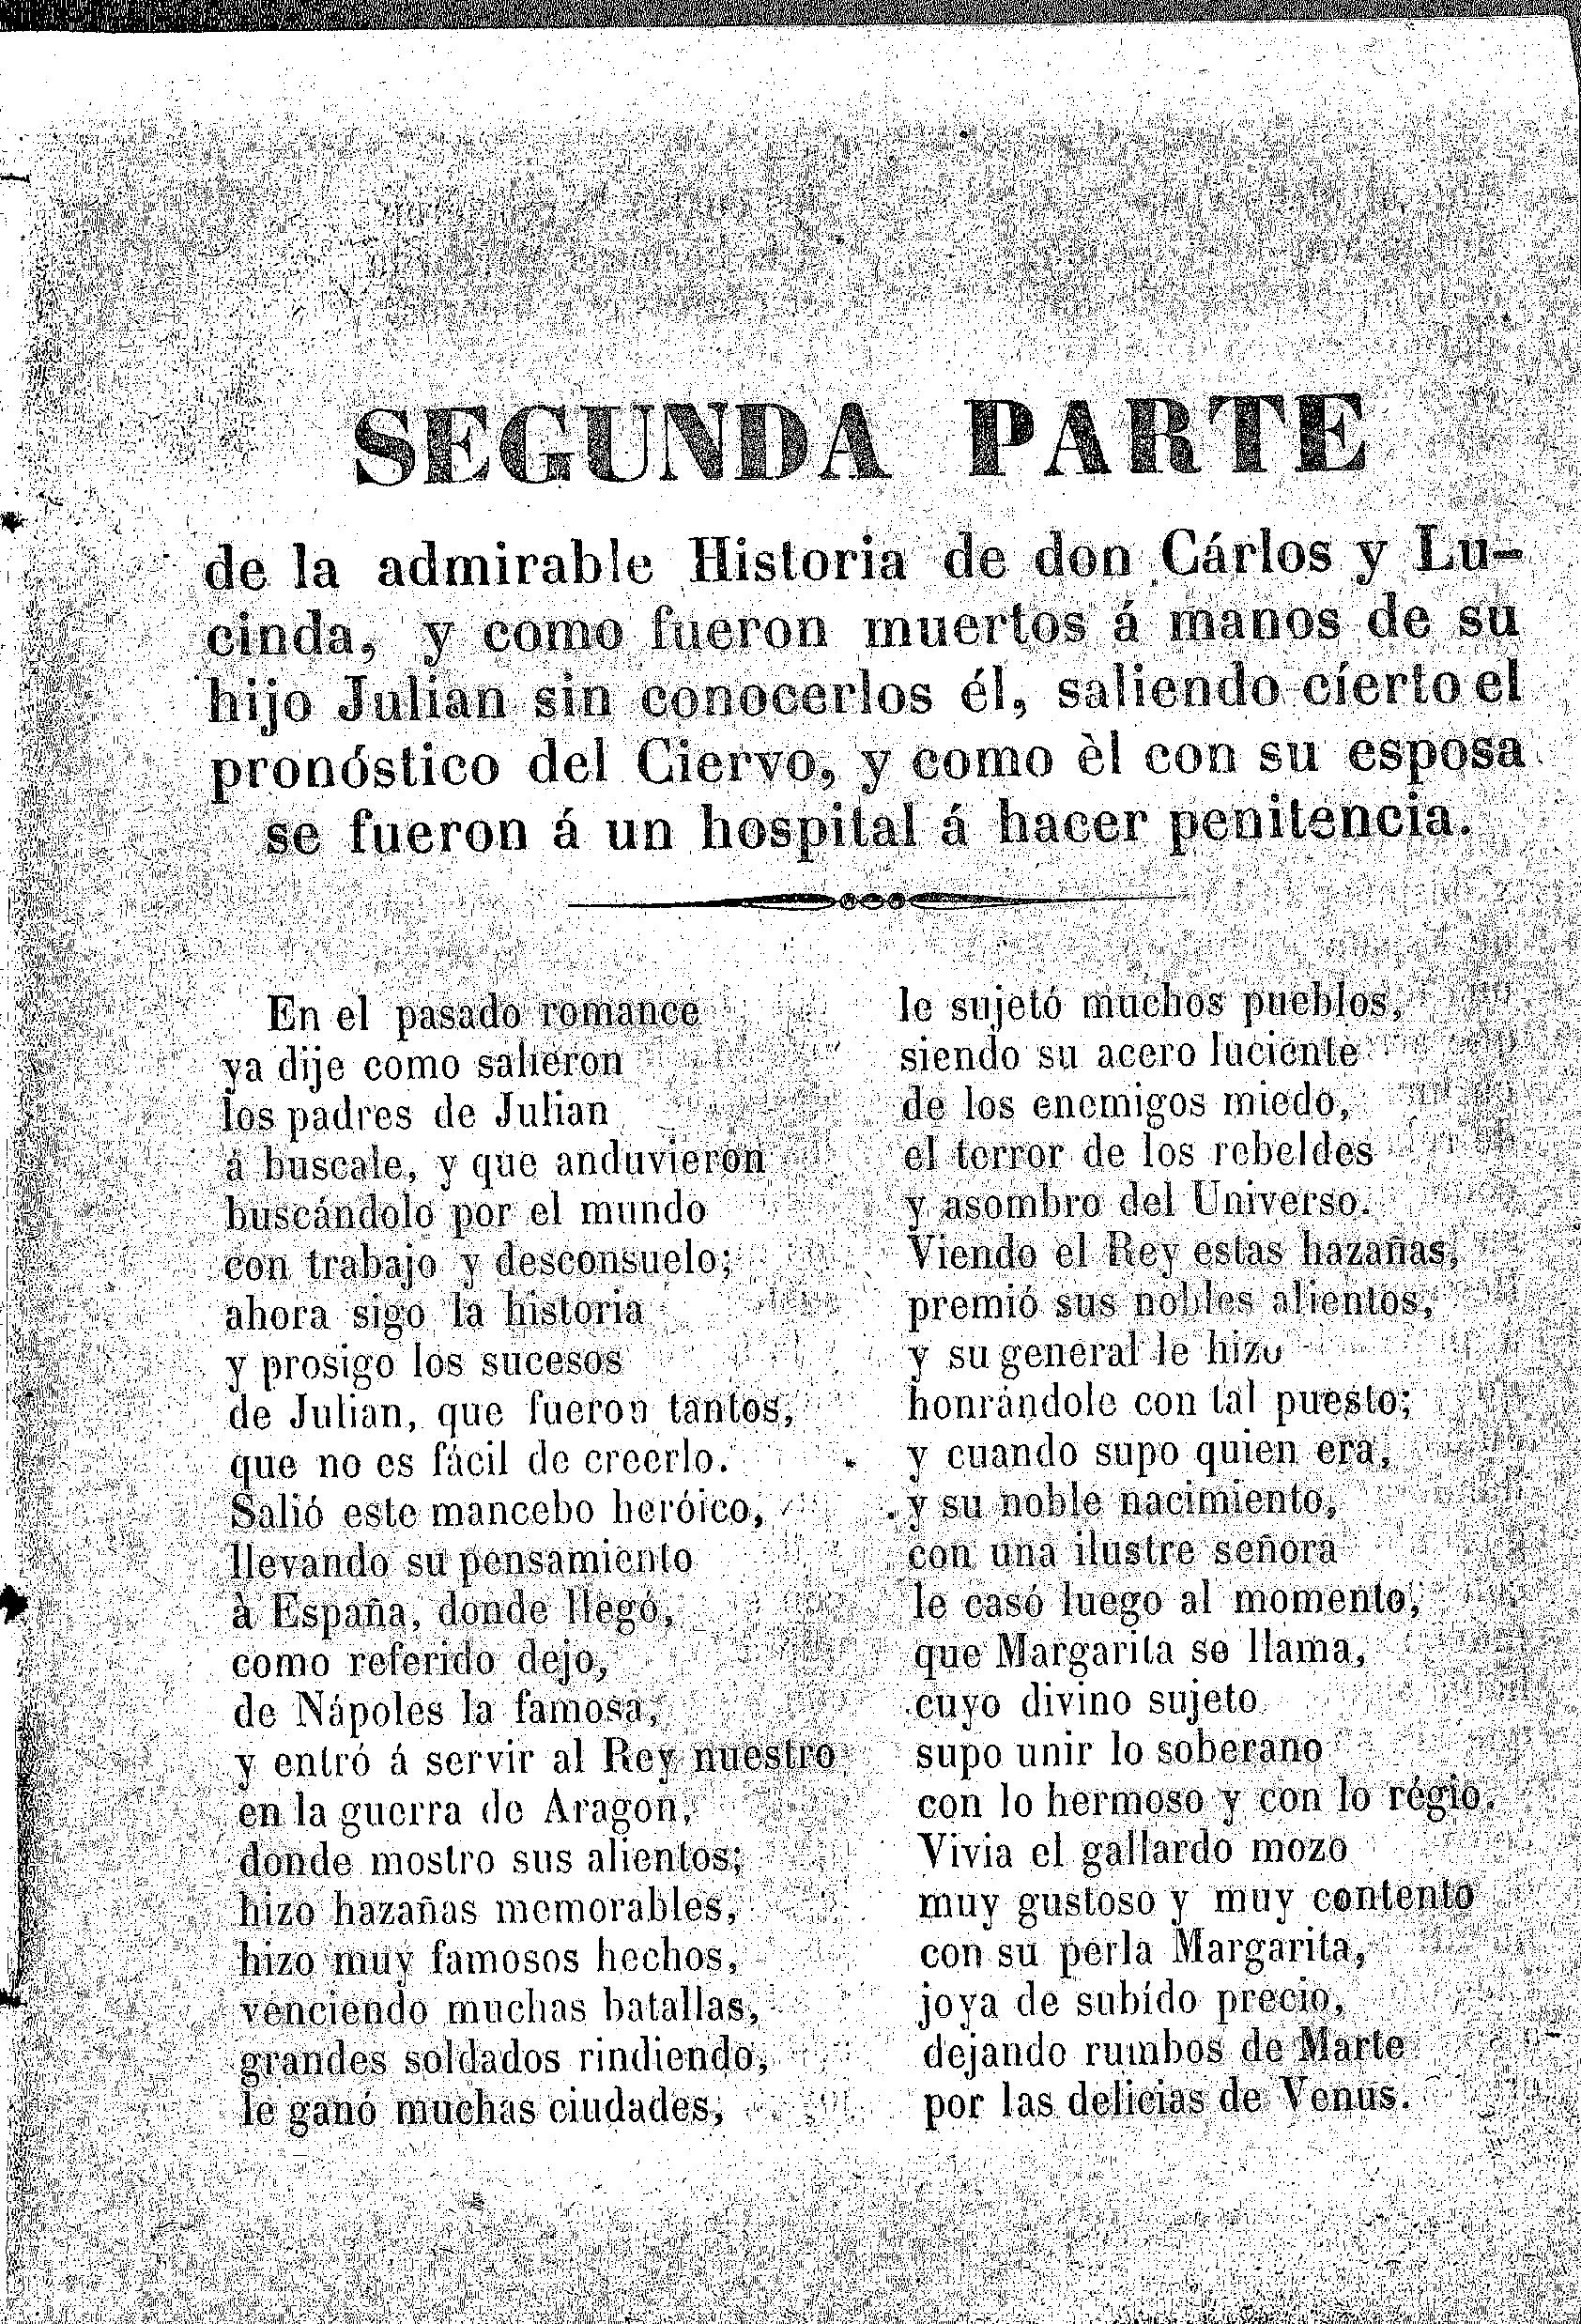 SEGUNDA PARTE
de la admirable Historia de don Cárlos y Lu-
cinda, y como fueron muertos á manos de su
hijo Julian sin conocerlos él, saliendo cíerto el
pronóstico del Ciervo, y como èl con su esposa
se fueron á un hospital á hacer penitencia.
En el pasado romance
ya dije como salieron
los padres de Julian
á buscale, y que anduvieron
buscándolo por el mundo
con trabajo y desconsuelo;
ahora sigo la historia
y prosigo los sucesos
de Julian, que fueron tantos,
que no es fácil de creerlo.
Salió este mancebo heróico,
llevando su pensamiento
à España, donde llegó,
como referido dejo,
de Nápoles la famosa,
y entró á servir al Rey nuestro
en la guerra de Aragon,
donde mostro sus alientos;
hizo hazañas memorables,
hizo muy famosos hechos,
venciendo muchas batallas,
grandes soldados rindiendo,
le ganó muchas ciudades,
le sujetó muchos pueblos,
siendo su acero luciente
de los enemigos miedo,
el terror de los rebeldes
y asombro del Universo.
Viendo el Rey estas hazañas,
premió sus nobles alientos,
y su general le hizo
honrándole con tal puesto;
y cuando supo quien era,
y su noble nacimiento,
con una ilustre señora
le casó luego al momento,
que Margarita se llama,
cuyo divino sujeto
supo unir lo soberano
con lo hermoso y con lo régio.
Vivia el gallardo mozo
muy gustoso y muy contento
con su perla Margarita,
joya de subído precio,
dejando rumbos de Marte
por las delicias de Venus.